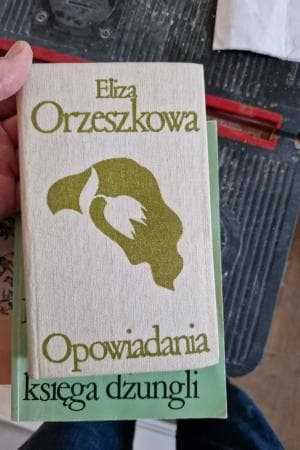 Eliza
Orzeszkowa
Opowiadania
księga dzungli